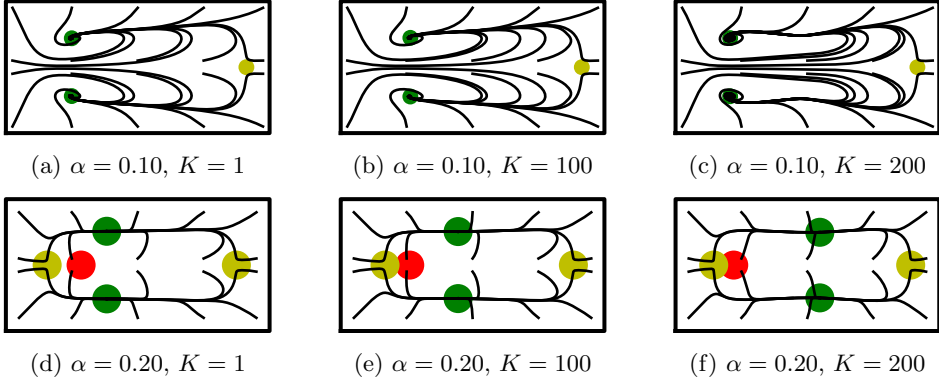 (a) α = 0.10, K = 1
(b) α = 0.10, K = 100
(c) α = 0.10, K = 200
(d) α = 0.20, K = 1
(e) α = 0.20, K = 100
(f) α = 0.20, K = 200